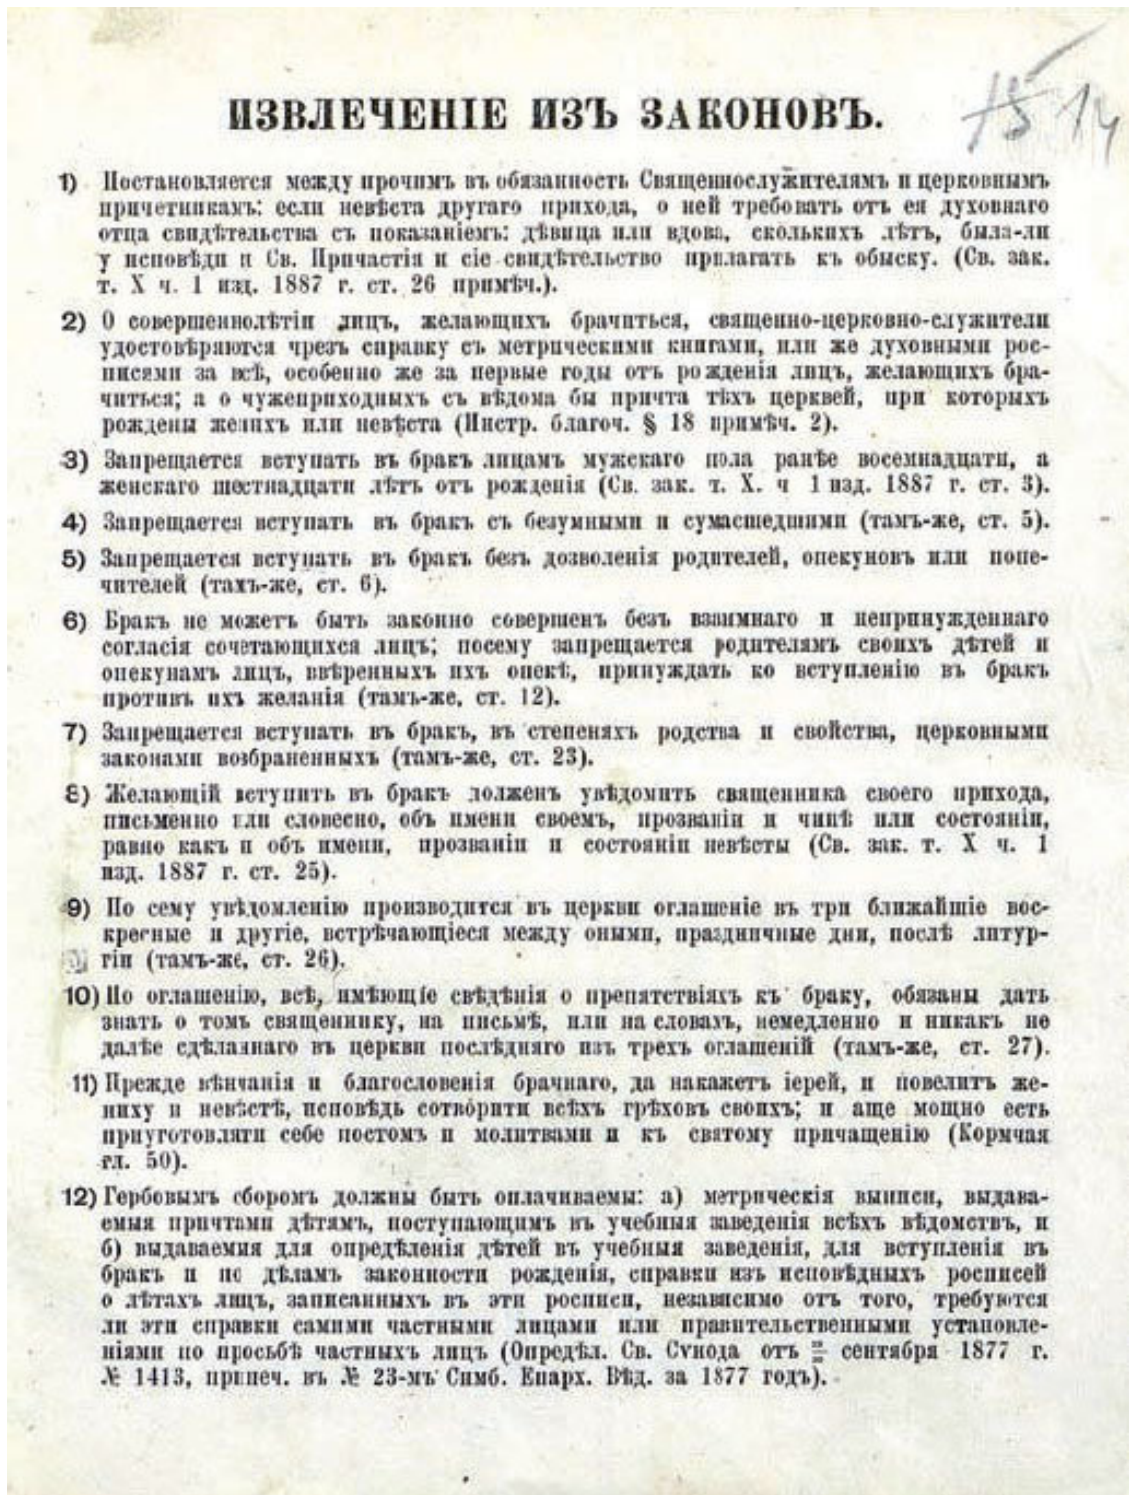 ИЗВЛЕЧЕНІЕ ИЗЪ ЗАКОНОВЪ.
15 14
1) Постановляется между прочимъ въ обязанность Священнослужителямъ и церковнымъ
причетникамъ: если невѣста другаго прихода, о ней требовать отъ ея духовнаго
отца свидѣтельства съ показаніемъ: дѣвица или вдова, сколькихъ лѣтъ, была-ли
у исповѣди и Св. Причастія и сіе свидѣтельство прилагать къ обыску. (Св. зак.
т. X ч. 1 изд. 1887 г. ст. 26 примѣч.).
2) О совершеннолѣтіи лицъ, желающихъ брачиться, священно-церковно-служители
удостовѣряются чрезъ справку съ метрическими книгами, или же духовными рос-
писями за всѣ, особенно же за первые годы отъ рожденія лицъ, желающихъ бра-
читься; а о чужеприходныхъ съ вѣдома бы причта тѣхъ церквей, при которыхъ
рождены женихъ или невѣста (Инстр. благоч. § 18 примѣч. 2).
3) Запрещается вступать въ бракъ лицамъ мужскаго пола ранѣе восемнадцати, а
женскаго шестнадцати лѣтъ отъ рожденія (Св. зак. т. X. ч 1 изд. 1887 г. ст. 3).
4) Запрещается вступать въ бракъ съ безумными и сумасшедшими (тамъ-же, ст. 5).
5) Запрещается вступать въ бракъ безъ дозволенія родителей, опекуновъ или попе-
чителей (тахъ-же, ст. 6).
6) Бракъ не можетъ быть законно совершенъ безъ взаимнаго и непринужденнаго
согласія сочетающихся лицъ; посему запрещается родителямъ своихъ дѣтей и
опекунамъ лицъ, ввѣренныхъ ихъ опекѣ, принуждать ко вступленію въ бракъ
противъ ихъ желанія (тамъ-же, ст. 12).
7) Запрещается вступать въ бракъ, въ степеняхъ родства и свойства, церковными
законами возбраненныхъ (тамъ-же, ст. 23).
8) Желающій вступить въ бракъ долженъ увѣдомить священника своего прихода,
письменно или словесно, объ имени своемъ, прозваніи и чинѣ или состояніи,
равно какъ и объ имени, прозваніи и состояніи невѣсты (Св. зак. т. X ч. 1
изд. 1887 г. ст. 25).
9) По сему увѣдомленію производится въ церкви оглашеніе въ три ближайшіе вос-
кресные и другіе, встрѣчающіеся между оными, праздничные дни, послѣ литур-
гіи (тамъ-же, ст. 26).
10) По оглашенію, всѣ, имѣющіе свѣдѣнія о препятствіяхъ къ браку, обязаны дать
знать о томъ священнику, на письмѣ, или на словахъ, немедленно и никакъ не
далѣе сдѣланнаго въ церкви послѣдняго изъ трехъ оглашеній (тамъ-же, ст. 27).
11) Прежде вѣнчанія и благословенія брачнаго, да накажетъ іерей, и повелитъ же-
ниху и невѣстѣ, исповѣдь сотворити всѣхъ грѣховъ своихъ; и аще мощно есть
приуготовляти себе постомъ и молитвами и къ святому причащенію (Кормчая
гл. 50).
12) Гербовымъ сборомъ должны быть оплачиваемы: а) метрическія выписи, выдава-
емыя причтами дѣтямъ, поступающимъ въ учебныя заведенія всѣхъ вѣдомствъ, и
б) выдаваемыя для опредѣленія дѣтей въ учебныя заведенія, для вступленія въ
бракъ и по дѣламъ законности рожденія, справки изъ исповѣдныхъ росписей
о лѣтахъ лицъ, записанныхъ въ эти росписи, независимо отъ того, требуются
ли эти справки самими частными лицами или правительственными установле-
ніями по просьбѣ частныхъ лицъ (Опредѣл. Св. Сѵнода отъ сентября 1877 г.
№ 1413, припеч. въ № 23-мъ Симб. Епарх. Вѣд. за 1877 годъ).